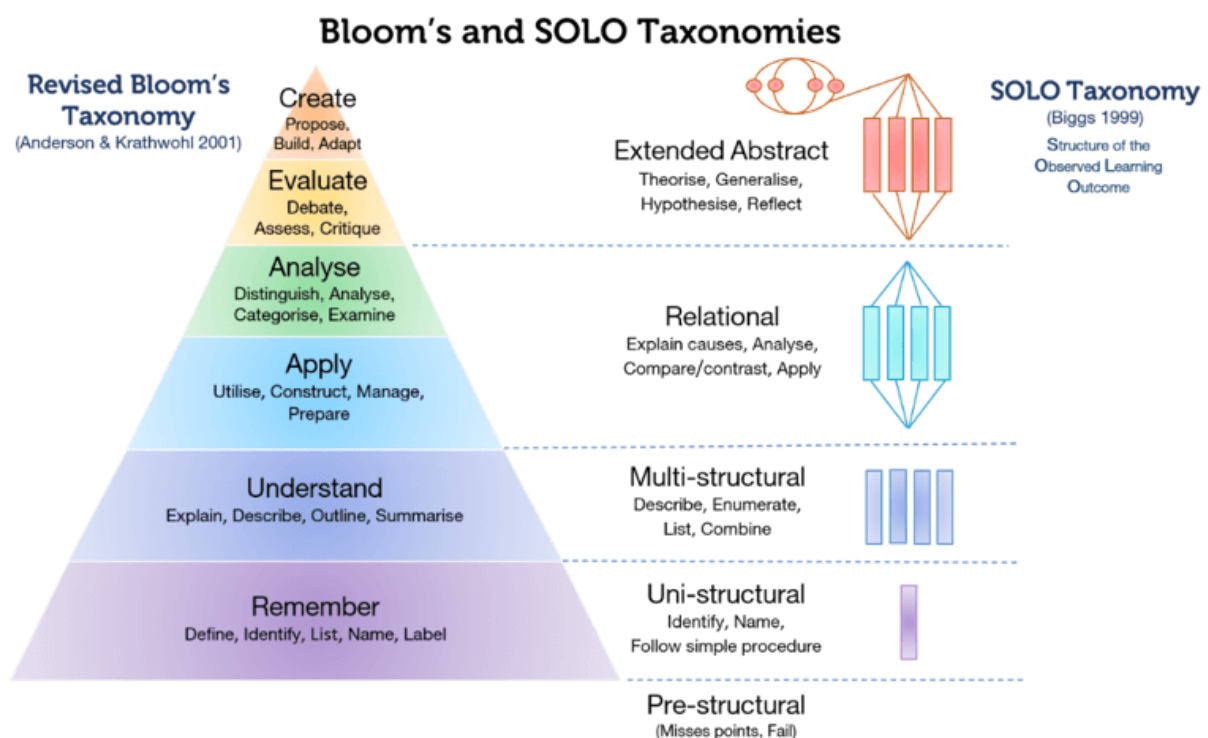 Bloom's and SOLO Taxonomies
Revised Bloom's
Taxonomy
(Anderson & Krathwohl 2001)
Create
Propose,
Build, Adapt
Evaluate
Debate,
Assess, Critique
Analyse
Distinguish, Analyse,
Categorise, Examine
Apply
Utilise, Construct, Manage,
Prepare
Understand
Explain, Describe, Outline, Summarise
Remember
Define, Identify, List, Name, Label
SOLO Taxonomy
(Biggs 1999)
Structure of the
Observed Learning
Outcome
Extended Abstract
Theorise, Generalise,
Hypothesise, Reflect
Relational
Explain causes, Analyse,
Compare/contrast, Apply
Multi-structural
Describe, Enumerate,
List, Combine
Uni-structural
Identify, Name,
Follow simple procedure
Pre-structural
(Misses points, Fail)